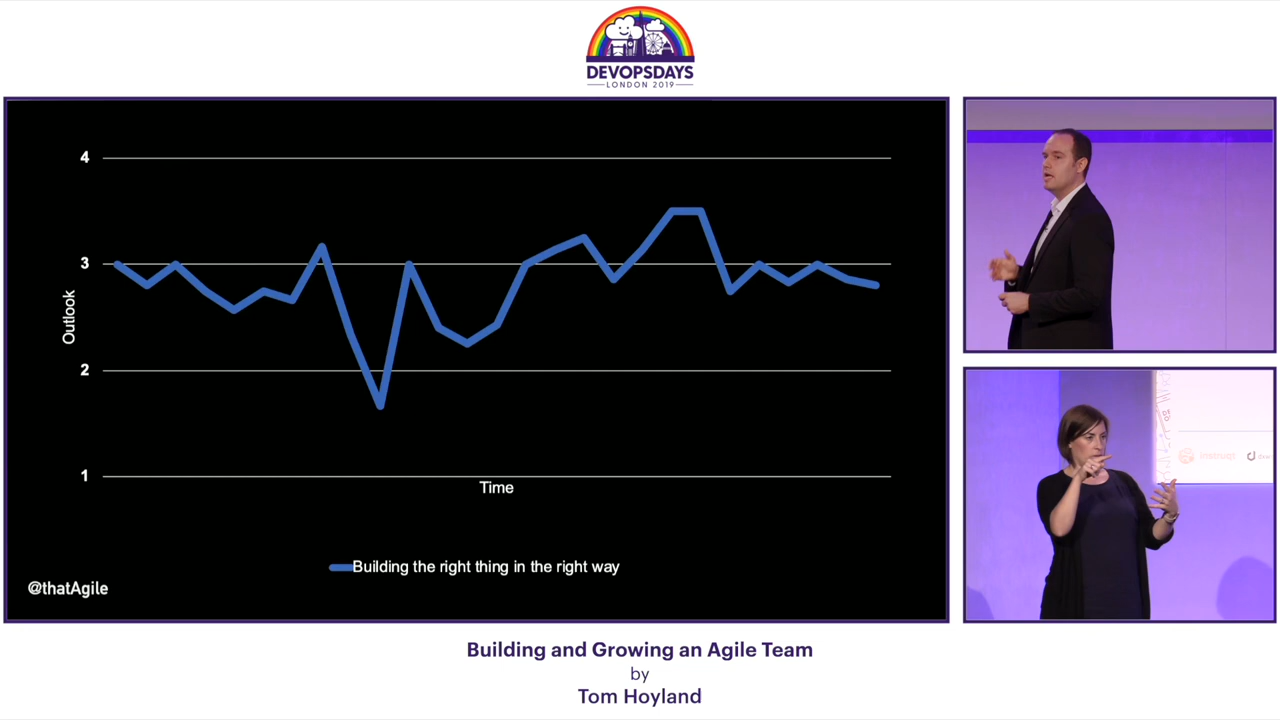 DEVOPSDAYS
LONDON 2019
4
3
2
1
Outlook
Time
Building the right thing in the right way
@thatAgile
instruqt
Building and Growing an Agile Team
by
Tom Hoyland